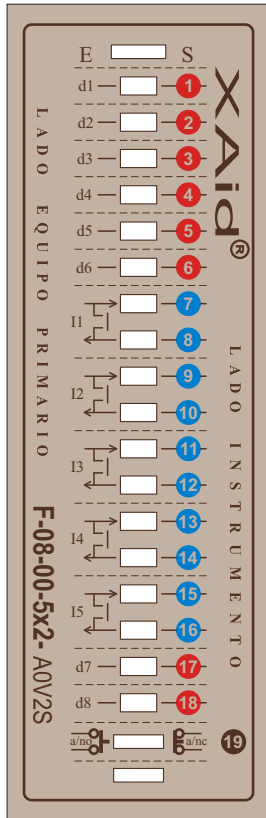 E S
d1 1
d2 2
d3 3
d4 4
d5 5
d6 6
I1 7
8
I2 9
10
I3 11
12
I4 13
14
I5 15
16
d7 17
d8 18
a/no a/nc 19
LADO EQUIPO PRIMARIO
F-08-00-5x2- A0V2S
XAid®
LADO INSTRUMENTO